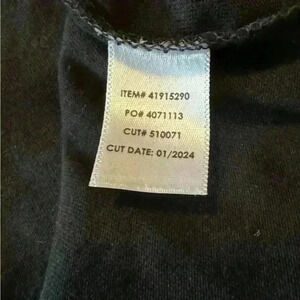 ITEM# 41915290
PO# 4071113
CUT# 510071
CUT DATE: 01/2024